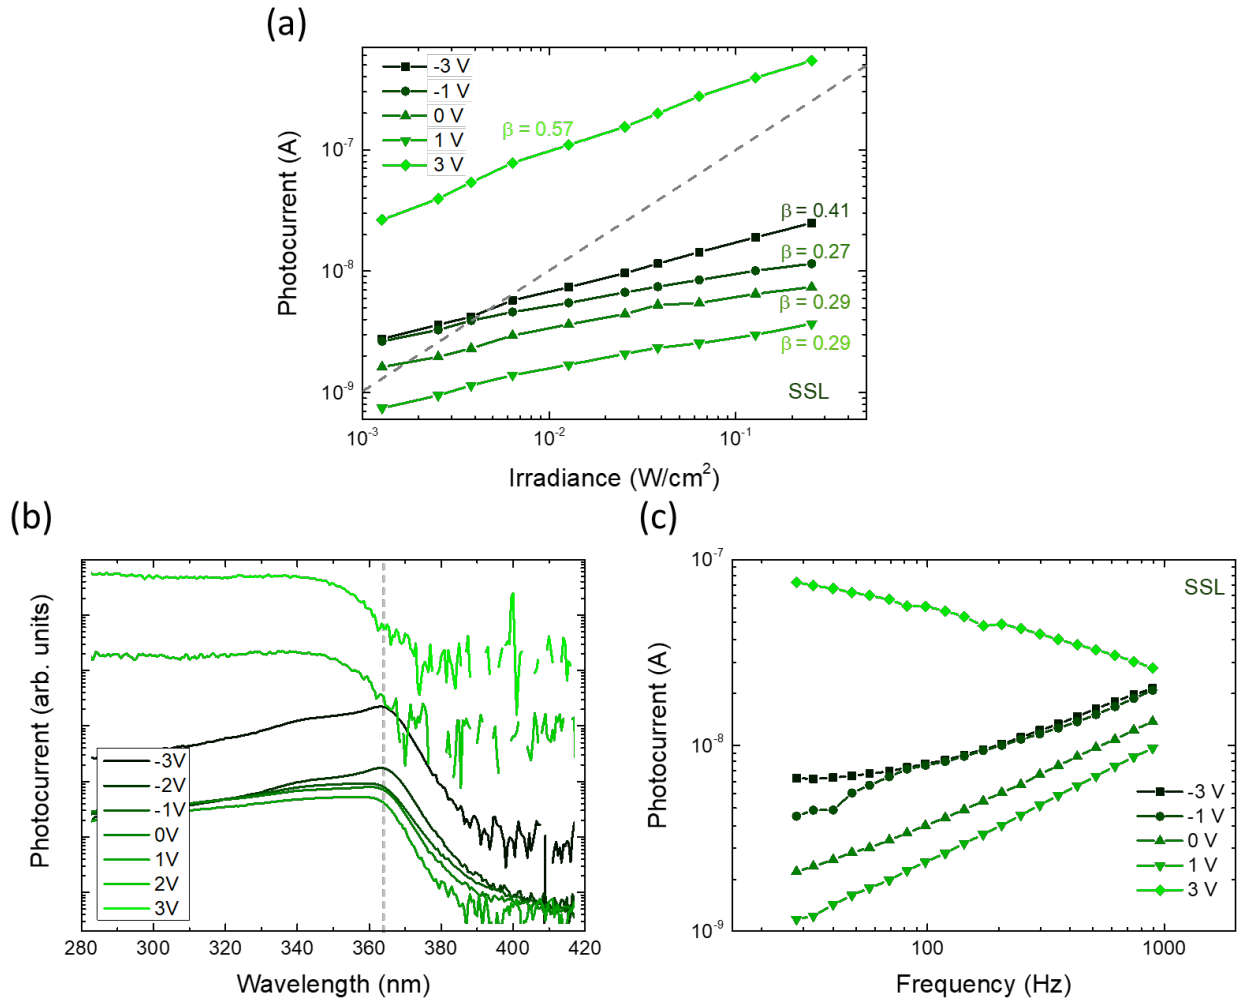 (a)
-3 V
-1 V
0 V
1 V
3 V
β = 0.57
β = 0.41
β = 0.27
β = 0.29
β = 0.29
SSL
10⁻⁷
10⁻⁸
10⁻⁹
Photocurrent (A)
10⁻³
10⁻²
10⁻¹
Irradiance (W/cm²)
(b)
Photocurrent (arb. units)
-3V
-2V
-1V
0V
1V
2V
3V
280
300
320
340
360
380
400
420
Wavelength (nm)
(c)
10⁻⁷
10⁻⁸
10⁻⁹
Photocurrent (A)
SSL
-3 V
-1 V
0 V
1 V
3 V
100
1000
Frequency (Hz)